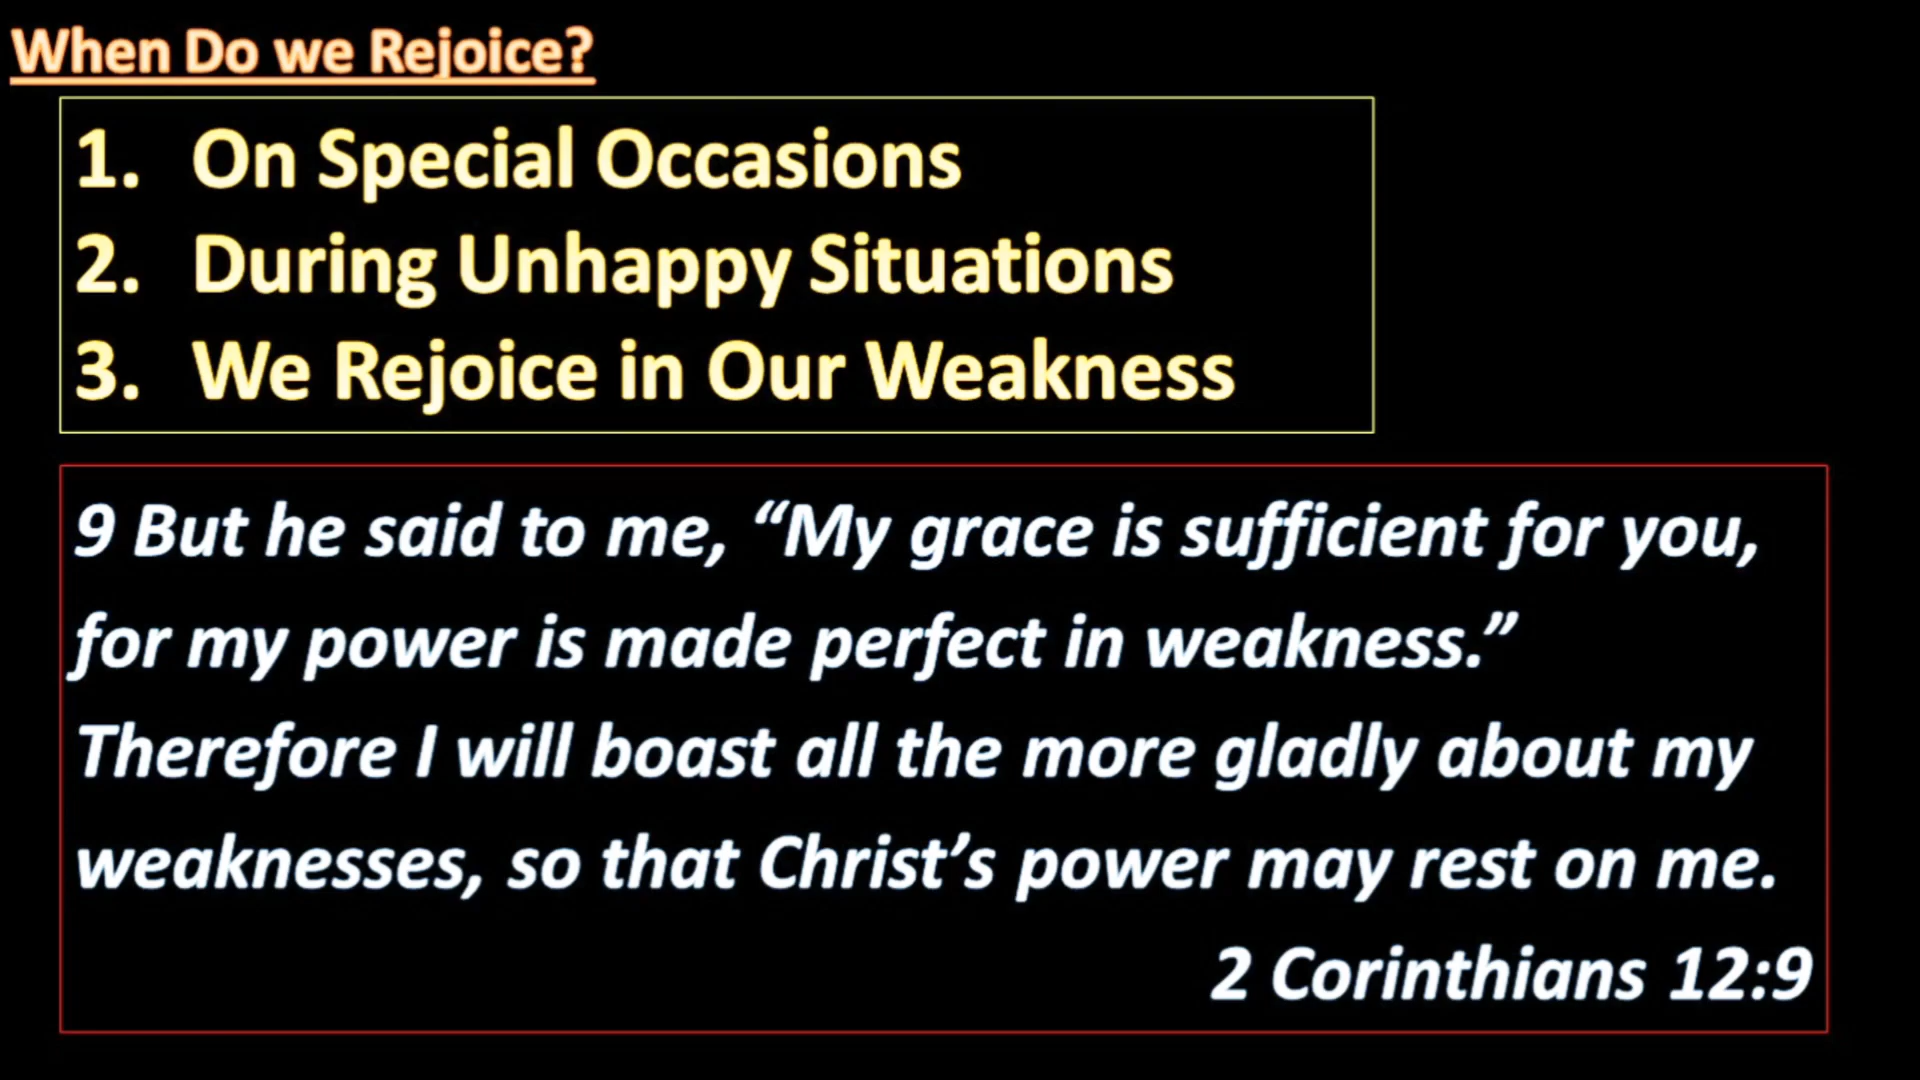 When Do we Rejoice?
1. On Special Occasions
2. During Unhappy Situations
3. We Rejoice in Our Weakness
9 But he said to me, “My grace is sufficient for you,
for my power is made perfect in weakness.”
Therefore I will boast all the more gladly about my
weaknesses, so that Christ’s power may rest on me.
2 Corinthians 12:9